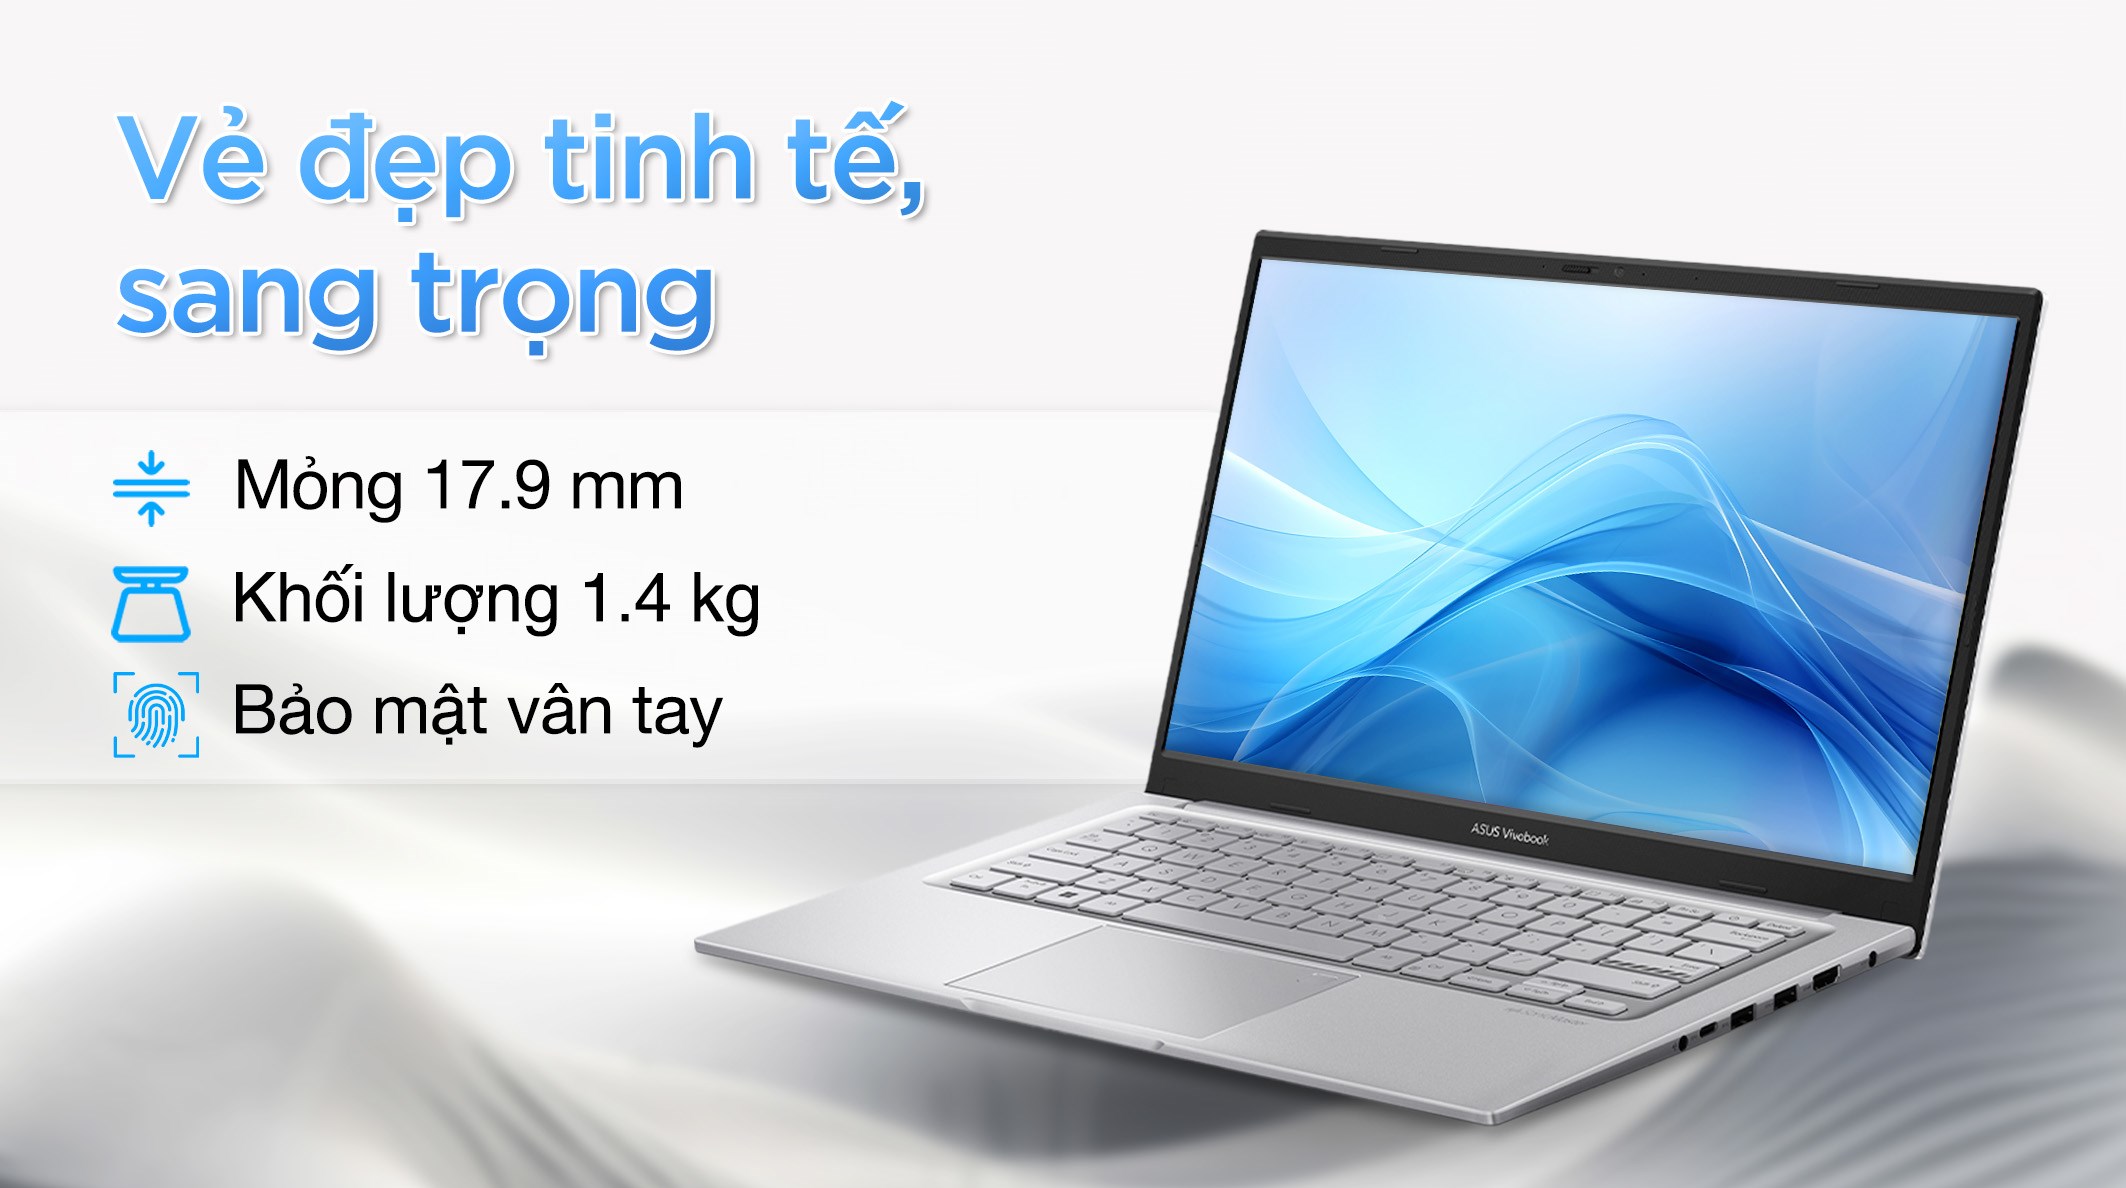 Vẻ đẹp tinh tế,
sang trọng
Mỏng 17.9 mm
Khối lượng 1.4 kg
Bảo mật vân tay
ASUS Vivobook